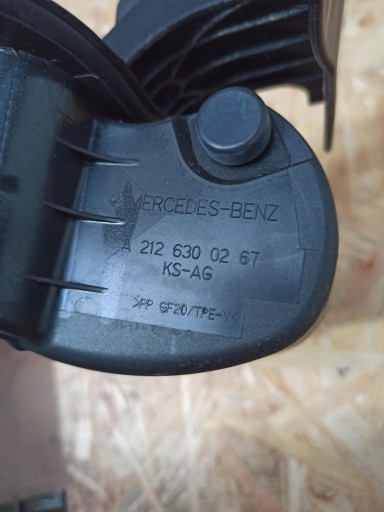 MERCEDES-BENZ
A 212 630 02 67
KS-AG
>PP GF20/TPE-V<